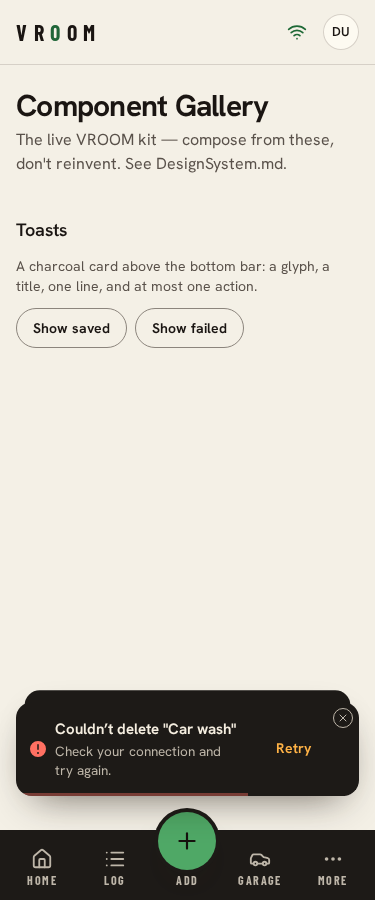 VROOM
DU
Component Gallery
The live VROOM kit — compose from these,
don't reinvent. See DesignSystem.md.
Toasts
A charcoal card above the bottom bar: a glyph, a
title, one line, and at most one action.
Show saved
Show failed
Couldn’t delete "Car wash"
Check your connection and
try again.
Retry
HOME
LOG
ADD
GARAGE
MORE